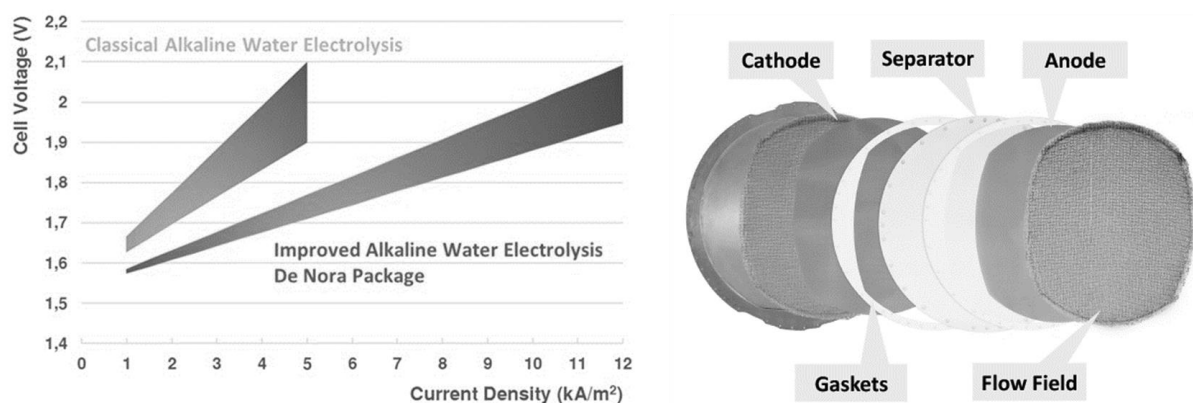 Cell Voltage (V)
2,2
2,1
2
1,9
1,8
1,7
1,6
1,5
1,4
Classical Alkaline Water Electrolysis
Improved Alkaline Water Electrolysis
De Nora Package
0 1 2 3 4 5 6 7 8 9 10 11 12
Current Density (kA/m²)
Cathode
Separator
Anode
Gaskets
Flow Field